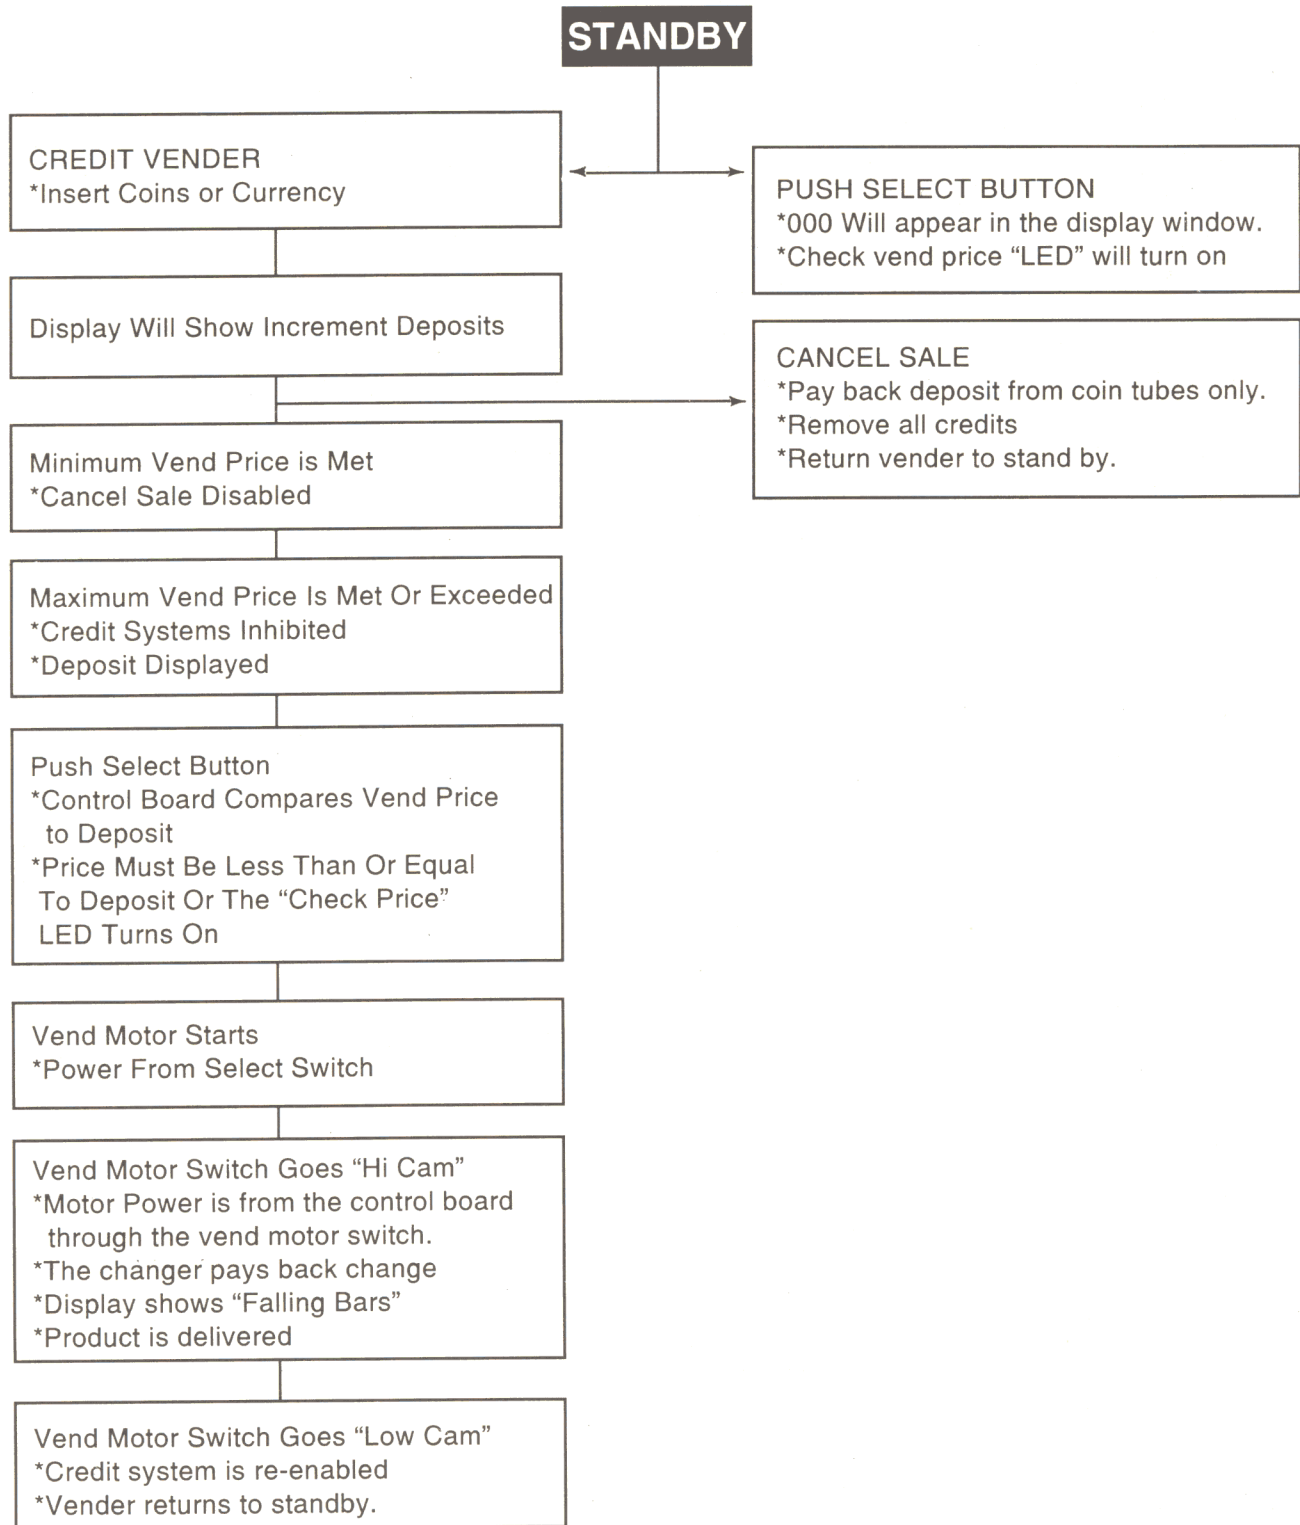 STANDBY
CREDIT VENDER
*Insert Coins or Currency
PUSH SELECT BUTTON
*000 Will appear in the display window.
*Check vend price “LED” will turn on
Display Will Show Increment Deposits
CANCEL SALE
*Pay back deposit from coin tubes only.
*Remove all credits
*Return vender to stand by.
Minimum Vend Price is Met
*Cancel Sale Disabled
Maximum Vend Price Is Met Or Exceeded
*Credit Systems Inhibited
*Deposit Displayed
Push Select Button
*Control Board Compares Vend Price
to Deposit
*Price Must Be Less Than Or Equal
To Deposit Or The “Check Price”
LED Turns On
Vend Motor Starts
*Power From Select Switch
Vend Motor Switch Goes “Hi Cam”
*Motor Power is from the control board
through the vend motor switch.
*The changer pays back change
*Display shows “Falling Bars”
*Product is delivered
Vend Motor Switch Goes “Low Cam”
*Credit system is re-enabled
*Vender returns to standby.